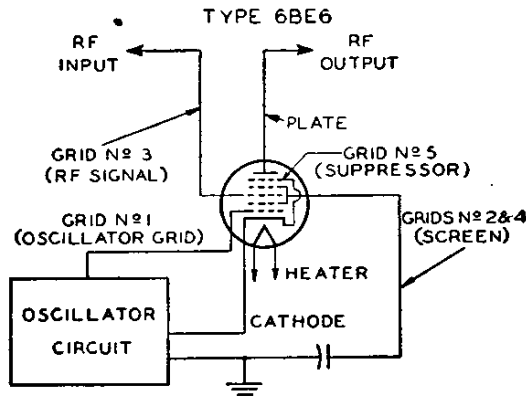 TYPE 6BE6
RF
INPUT
RF
OUTPUT
PLATE
GRID Nº 3
(RF SIGNAL)
GRID Nº 5
(SUPPRESSOR)
GRID Nº 1
(OSCILLATOR GRID)
GRIDS Nº 2&4
(SCREEN)
HEATER
OSCILLATOR
CIRCUIT
CATHODE